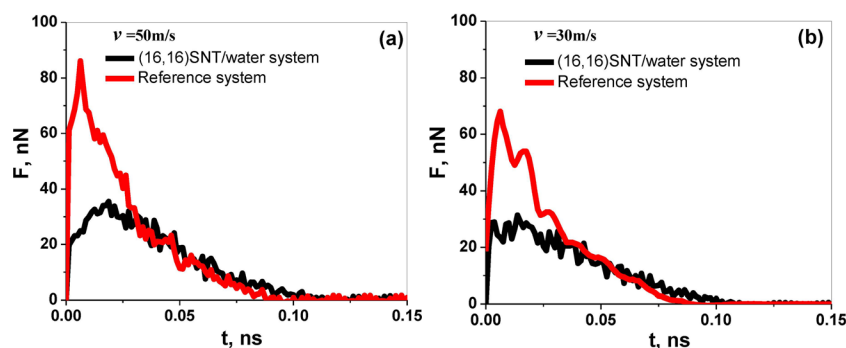 v =50m/s
(a)
(16,16)SNT/water system
Reference system
F, nN
100
80
60
40
20
0
0.00 0.05 0.10 0.15
t, ns
v =30m/s
(b)
(16,16)SNT/water system
Reference system
F, nN
100
80
60
40
20
0
0.00 0.05 0.10 0.15
t, ns